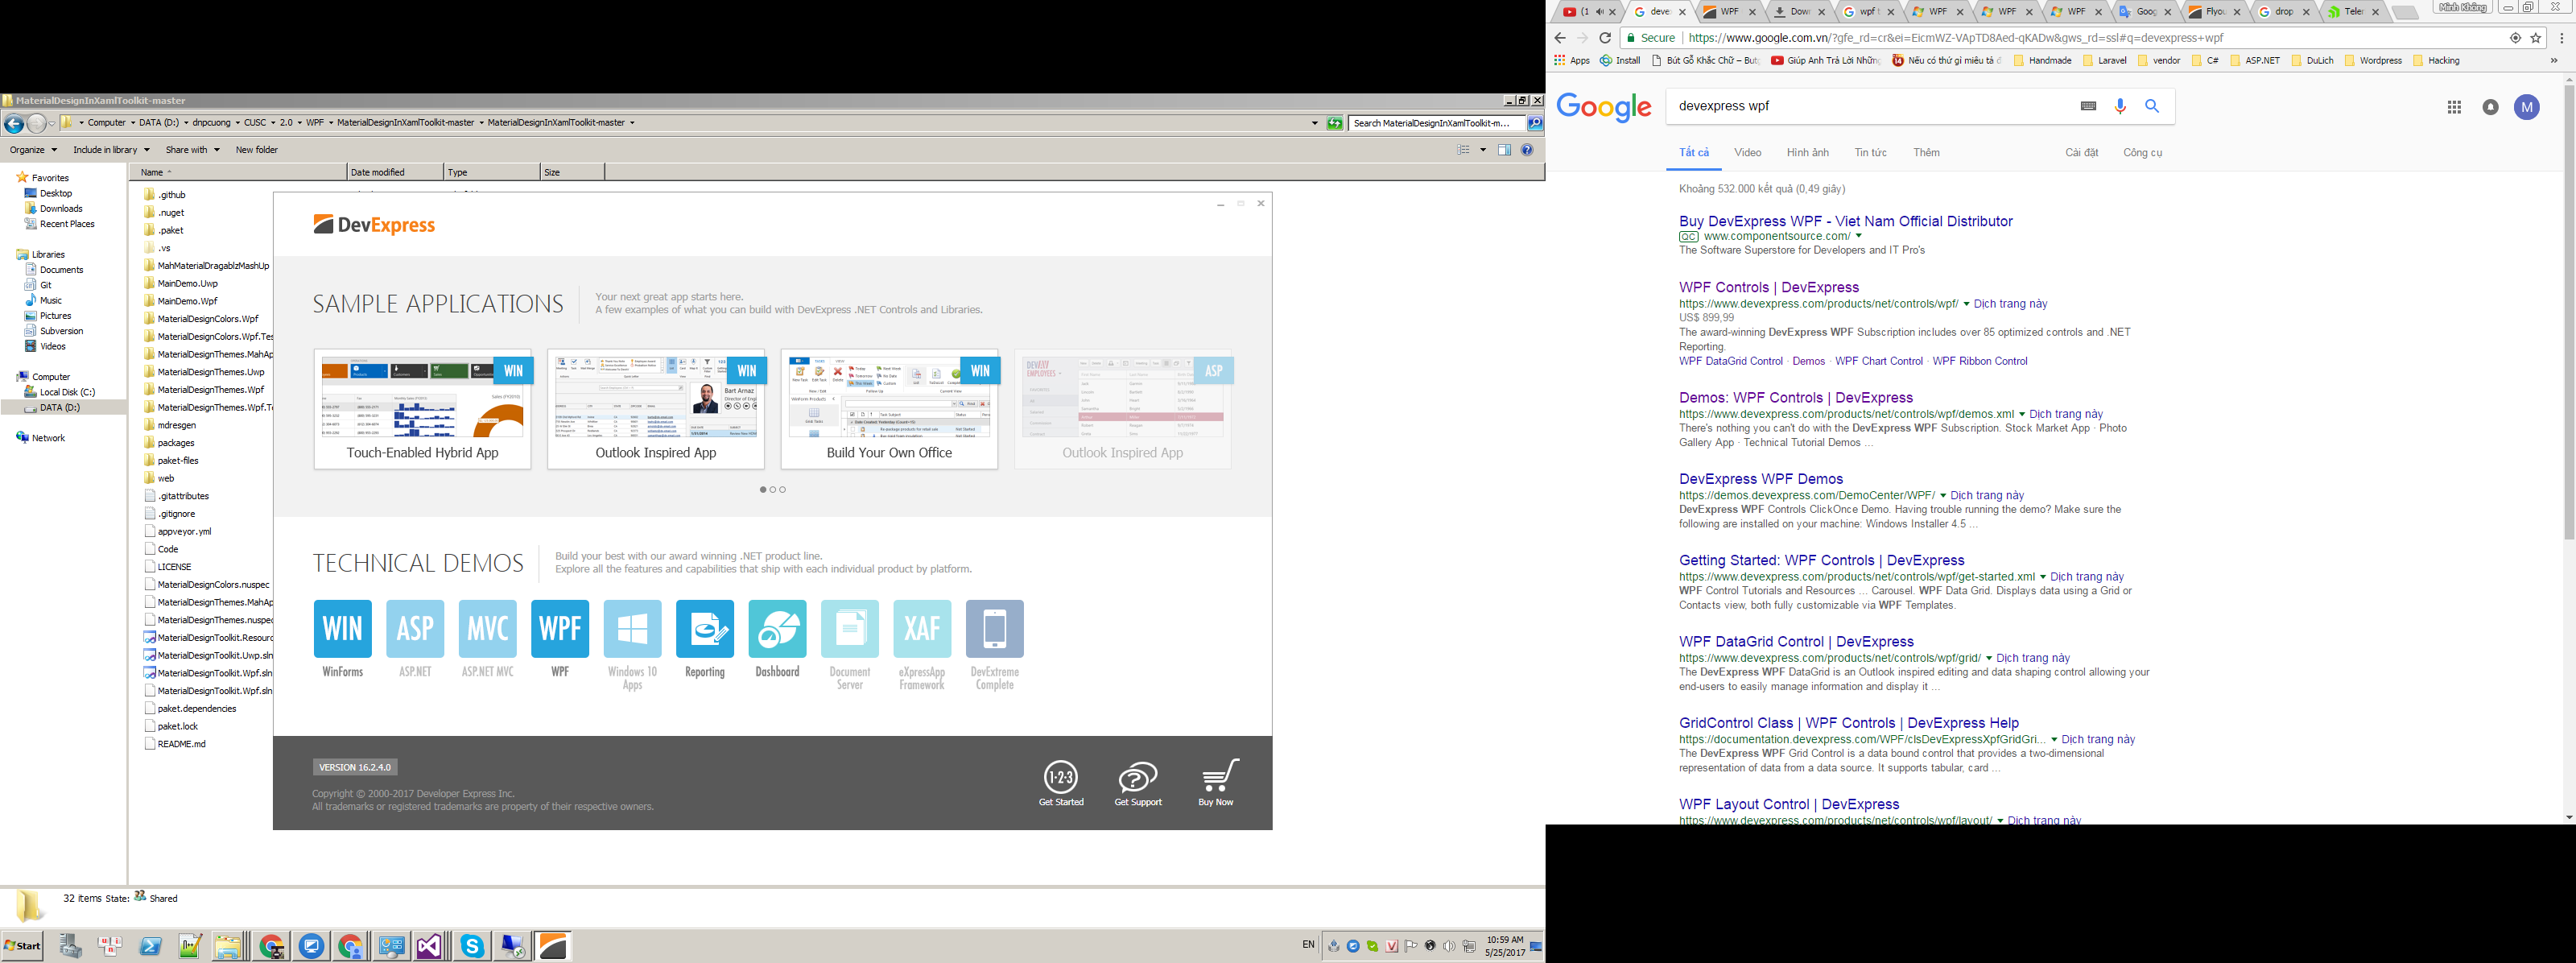 MaterialDesignInXamlToolkit-master
Computer ▾ DATA (D:) ▾ dnpcuong ▾ CUSC ▾ 2.0 ▾ WPF ▾ MaterialDesignInXamlToolkit-master ▾ MaterialDesignInXamlToolkit-master ▾
Search MaterialDesignInXamlToolkit-m...
Organize ▾ Include in library ▾ Share with ▾ New folder
Name Date modified Type Size
Favorites
Desktop
Downloads
Recent Places
Libraries
Documents
Git
Music
Pictures
Subversion
Videos
Computer
Local Disk (C:)
DATA (D:)
Network
.github
.nuget
.paket
.vs
MahMaterialDragablzMashUp
MainDemo.Uwp
MainDemo.Wpf
MaterialDesignColors.Wpf
MaterialDesignColors.Wpf.Tes
MaterialDesignThemes.MahAp
MaterialDesignThemes.Uwp
MaterialDesignThemes.Wpf
MaterialDesignThemes.Wpf.Te
mdresgen
packages
paket-files
web
.gitattributes
.gitignore
appveyor.yml
Code
LICENSE
MaterialDesignColors.nuspec
MaterialDesignThemes.MahAp
MaterialDesignThemes.nuspec
MaterialDesignToolkit.Resourc
MaterialDesignToolkit.Uwp.sln
MaterialDesignToolkit.Wpf.sln
MaterialDesignToolkit.Wpf.sln
paket.dependencies
paket.lock
README.md
DevExpress
SAMPLE APPLICATIONS
Your next great app starts here.
A few examples of what you can build with DevExpress .NET Controls and Libraries.
WIN
Touch-Enabled Hybrid App
WIN
Bart Arnaz
Outlook Inspired App
WIN
Build Your Own Office
ASP
Outlook Inspired App
TECHNICAL DEMOS
Build your best with our award winning .NET product line.
Explore all the features and capabilities that ship with each individual product by platform.
WIN ASP MVC WPF XAF
WinForms
ASP.NET
ASP.NET MVC
WPF
Windows 10 Apps
Reporting
Dashboard
Document Server
eXpressApp Framework
DevExtreme Complete
VERSION 16.2.4.0
Copyright © 2000-2017 Developer Express Inc.
All trademarks or registered trademarks are property of their respective owners.
1·2·3
Get Started
Get Support
Buy Now
32 items State: Shared
Start
EN
10:59 AM
5/25/2017
(1
deve
WPF
Down
wpf t
WPF
WPF
WPF
Goog
Flyou
drop
Teler
Minh Khảng
Secure https://www.google.com.vn/?gfe_rd=cr&ei=EicmWZ-VApTD8Aed-qKADw&gws_rd=ssl#q=devexpress+wpf
Apps Install Bút Gỗ Khắc Chữ – But Giúp Anh Trả Lời Nhữn Nếu có thứ gì miêu tả Handmade Laravel vendor C# ASP.NET DuLich Wordpress Hacking »
Google
devexpress wpf
M
Tất cả Video Hình ảnh Tin tức Thêm Cài đặt Công cụ
Khoảng 532.000 kết quả (0,49 giây)
Buy DevExpress WPF - Viet Nam Official Distributor
QC www.componentsource.com/
The Software Superstore for Developers and IT Pro's
WPF Controls | DevExpress
https://www.devexpress.com/products/net/controls/wpf/ ▾ Dịch trang này
US$ 899,99
The award-winning DevExpress WPF Subscription includes over 85 optimized controls and .NET
Reporting.
WPF DataGrid Control · Demos · WPF Chart Control · WPF Ribbon Control
Demos: WPF Controls | DevExpress
https://www.devexpress.com/products/net/controls/wpf/demos.xml ▾ Dịch trang này
There's nothing you can't do with the DevExpress WPF Subscription. Stock Market App · Photo
Gallery App · Technical Tutorial Demos ...
DevExpress WPF Demos
https://demos.devexpress.com/DemoCenter/WPF/ ▾ Dịch trang này
DevExpress WPF Controls ClickOnce Demo. Having trouble running the demo? Make sure the
following are installed on your machine: Windows Installer 4.5 ...
Getting Started: WPF Controls | DevExpress
https://www.devexpress.com/products/net/controls/wpf/get-started.xml ▾ Dịch trang này
WPF Control Tutorials and Resources ... Carousel. WPF Data Grid. Displays data using a Grid or
Contacts view, both fully customizable via WPF Templates.
WPF DataGrid Control | DevExpress
https://www.devexpress.com/products/net/controls/wpf/grid/ ▾ Dịch trang này
The DevExpress WPF DataGrid is an Outlook inspired editing and data shaping control allowing your
end-users to easily manage information and display it ...
GridControl Class | WPF Controls | DevExpress Help
https://documentation.devexpress.com/WPF/clsDevExpressXpfGridGri... ▾ Dịch trang này
The DevExpress WPF Grid Control is a data bound control that provides a two-dimensional
representation of data from a data source. It supports tabular, card ...
WPF Layout Control | DevExpress
https://www.devexpress.com/products/net/controls/wpf/layout/ ▾ Dịch trang này